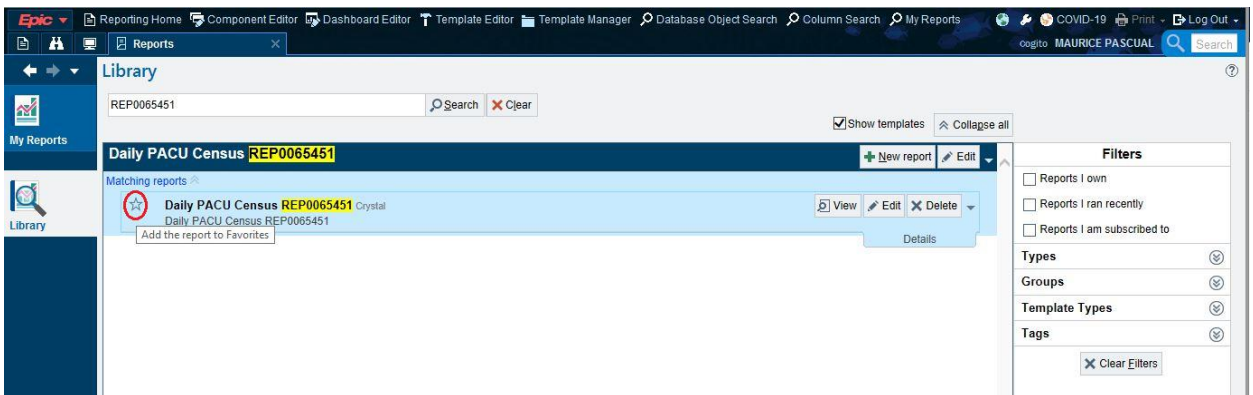 Epic Reporting Home Component Editor Dashboard Editor Template Editor Template Manager Database Object Search Column Search My Reports COVID-19 Print Log Out
Reports cogito MAURICE PASCUAL Search
Library
REP0065451 Search Clear
My Reports
Show templates Collapse all
Daily PACU Census REP0065451 New report Edit
Filters
Matching reports
Reports I own
Daily PACU Census REP0065451 Crystal View Edit Delete
Reports I ran recently
Library
Daily PACU Census REP0065451
Reports I am subscribed to
Add the report to Favorites
Details
Types
Groups
Template Types
Tags
Clear Filters